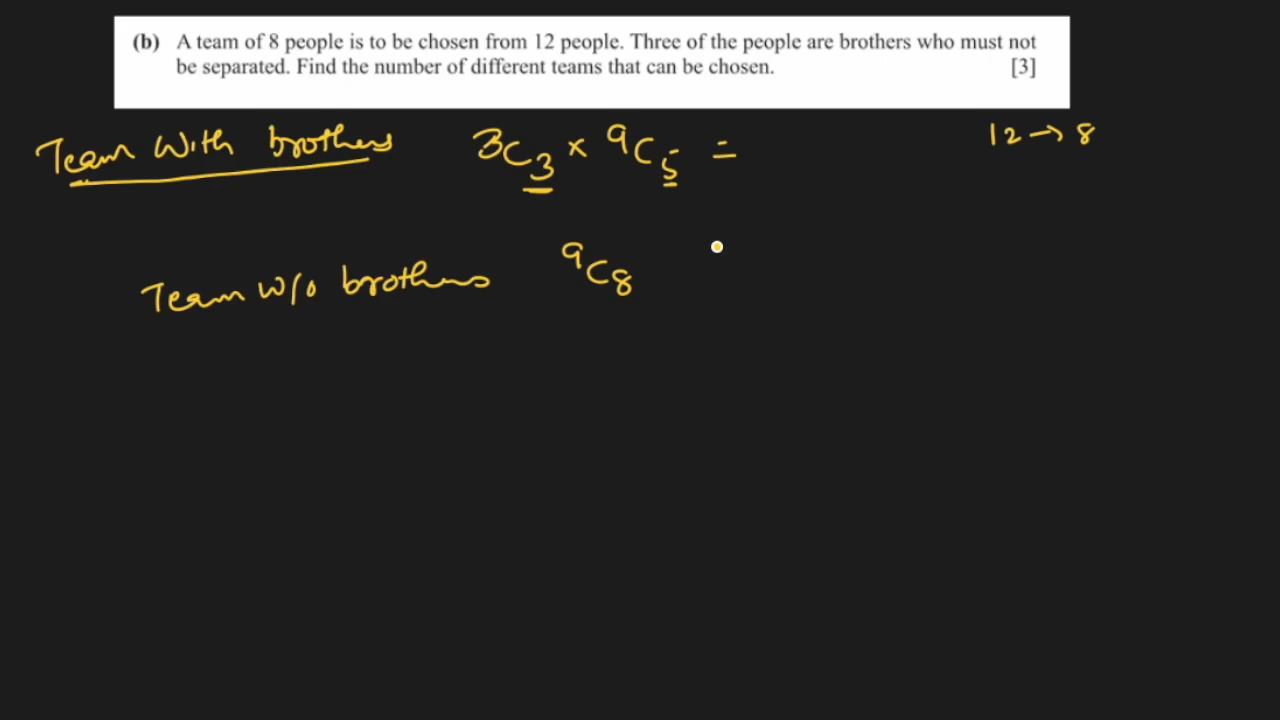 (b) A team of 8 people is to be chosen from 12 people. Three of the people are brothers who must not
be separated. Find the number of different teams that can be chosen. [3]
Team With brothers 3C3 × 9C5 = 12 → 8
Team w/o brothers 9C8